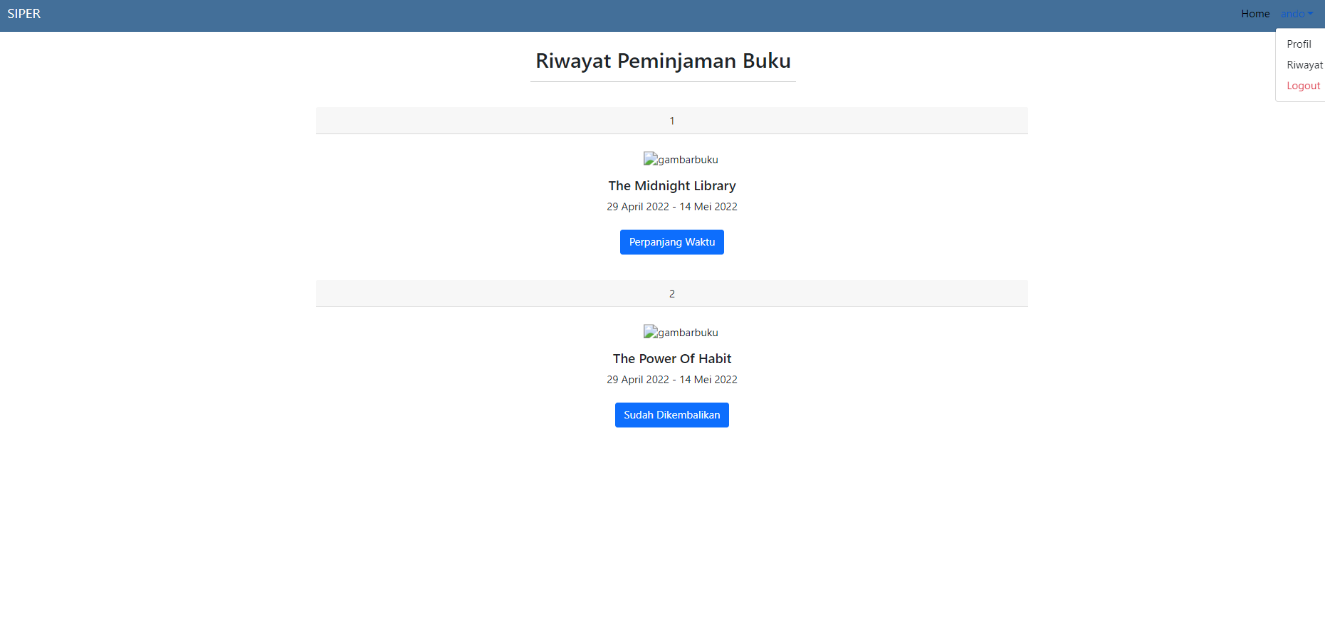 SIPER
Home ando
Profil
Riwayat
Logout
Riwayat Peminjaman Buku
1
gambarbuku
The Midnight Library
29 April 2022 - 14 Mei 2022
Perpanjang Waktu
2
gambarbuku
The Power Of Habit
29 April 2022 - 14 Mei 2022
Sudah Dikembalikan